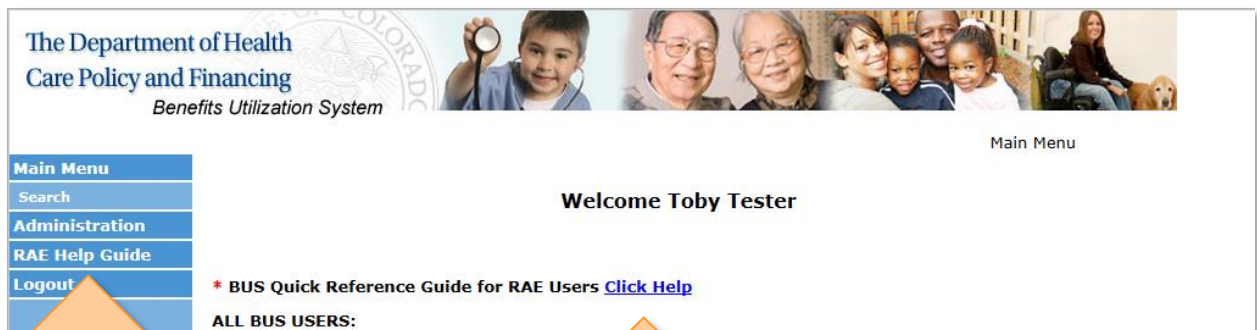 The Department of Health
Care Policy and Financing
Benefits Utilization System
COLORADO
Main Menu
Main Menu
Search
Administration
RAE Help Guide
Logout
Welcome Toby Tester
* BUS Quick Reference Guide for RAE Users Click Help
ALL BUS USERS: